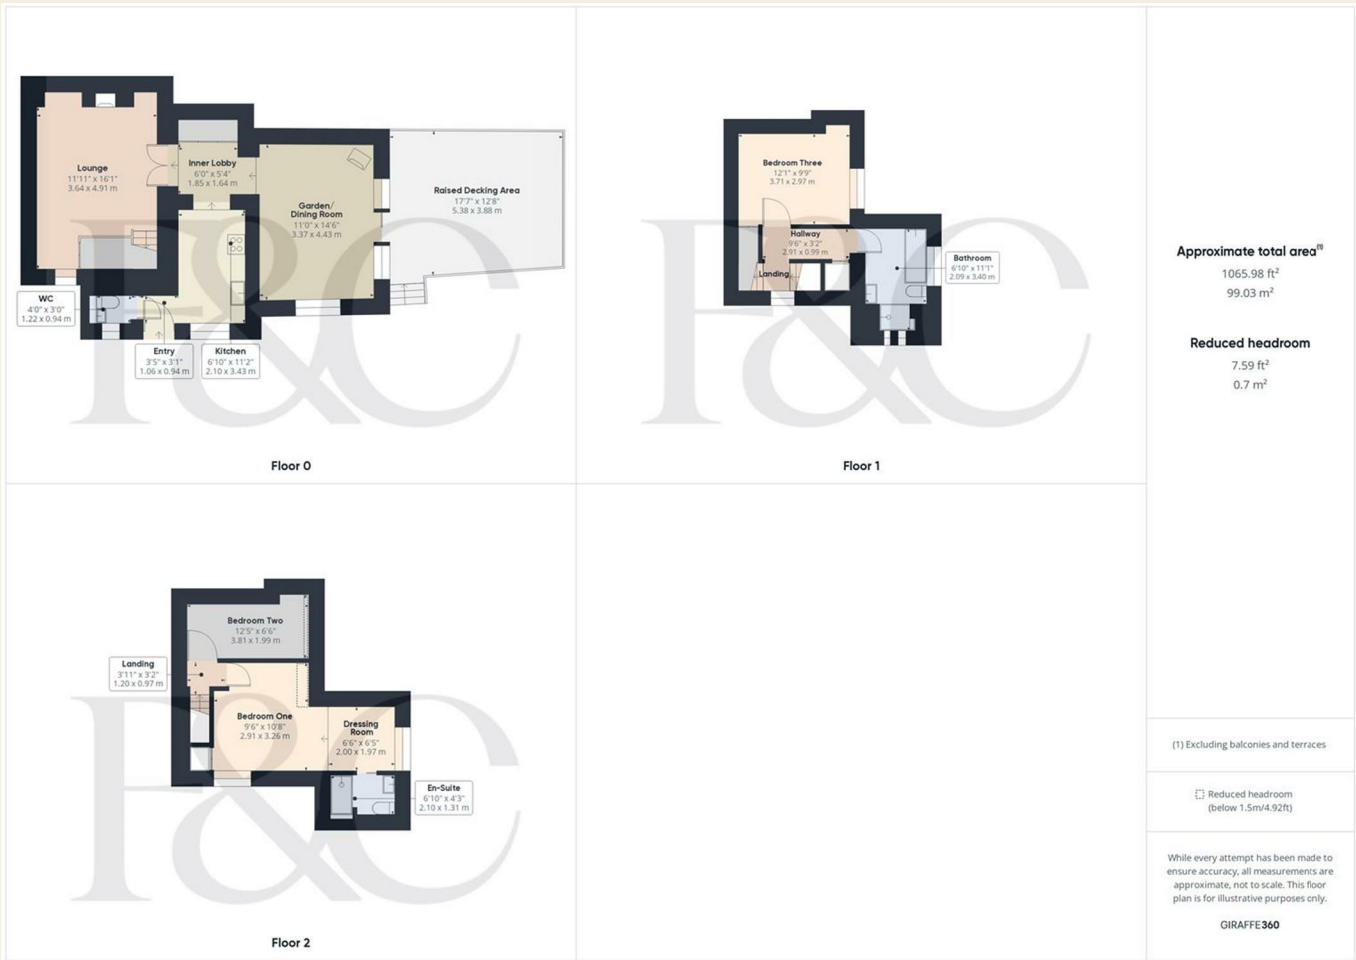 Lounge
11'11" x 16'1"
3.64 x 4.91 m
Inner Lobby
6'0" x 5'4"
1.85 x 1.64 m
Garden/
Dining Room
11'0" x 14'6"
3.37 x 4.43 m
Raised Decking Area
17'7" x 12'8"
5.38 x 3.88 m
WC
4'0" x 3'0"
1.22 x 0.94 m
Entry
3'5" x 3'1"
1.06 x 0.94 m
Kitchen
6'10" x 11'2"
2.10 x 3.43 m
F&C
Floor 0
Bedroom Three
12'1" x 9'9"
3.71 x 2.97 m
Hallway
9'6" x 3'2"
2.91 x 0.99 m
Landing
Bathroom
6'10" x 11'1"
2.09 x 3.40 m
F&C
Floor 1
Approximate total area(1)
1065.98 ft²
99.03 m²
Reduced headroom
7.59 ft²
0.7 m²
Bedroom Two
12'5" x 6'6"
3.81 x 1.99 m
Landing
3'11" x 3'2"
1.20 x 0.97 m
Bedroom One
9'6" x 10'8"
2.91 x 3.26 m
Dressing
Room
6'6" x 6'5"
2.00 x 1.97 m
En-Suite
6'10" x 4'3"
2.10 x 1.31 m
F&C
Floor 2
(1) Excluding balconies and terraces
Reduced headroom
(below 1.5m/4.92ft)
While every attempt has been made to
ensure accuracy, all measurements are
approximate, not to scale. This floor
plan is for illustrative purposes only.
GIRAFFE360